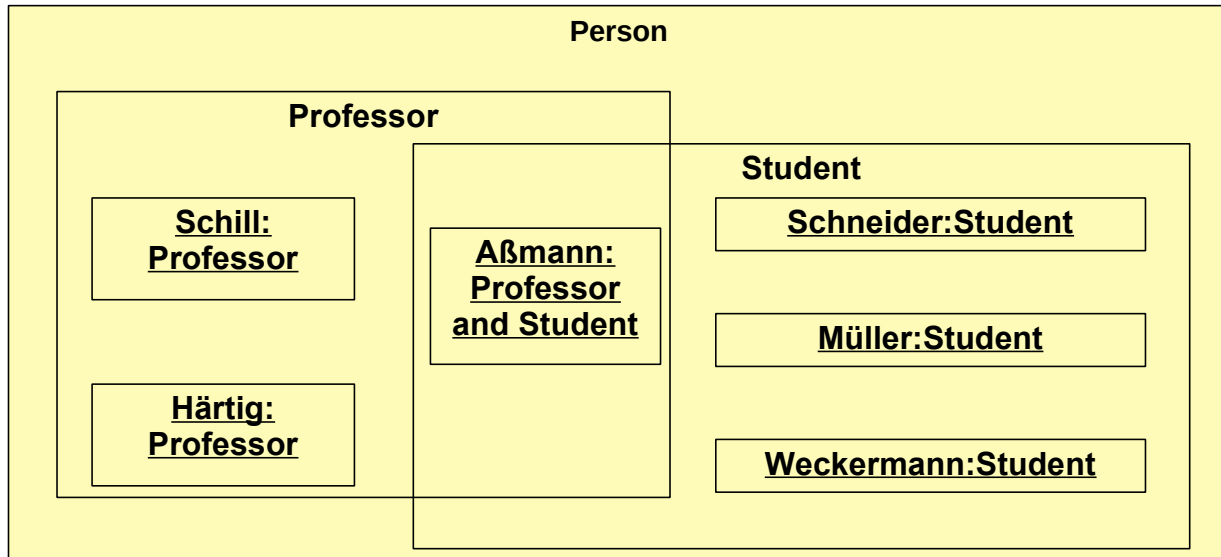 Person
Professor
Student
Schill:
Professor
Aßmann:
Professor
and Student
Schneider:Student
Müller:Student
Härtig:
Professor
Weckermann:Student